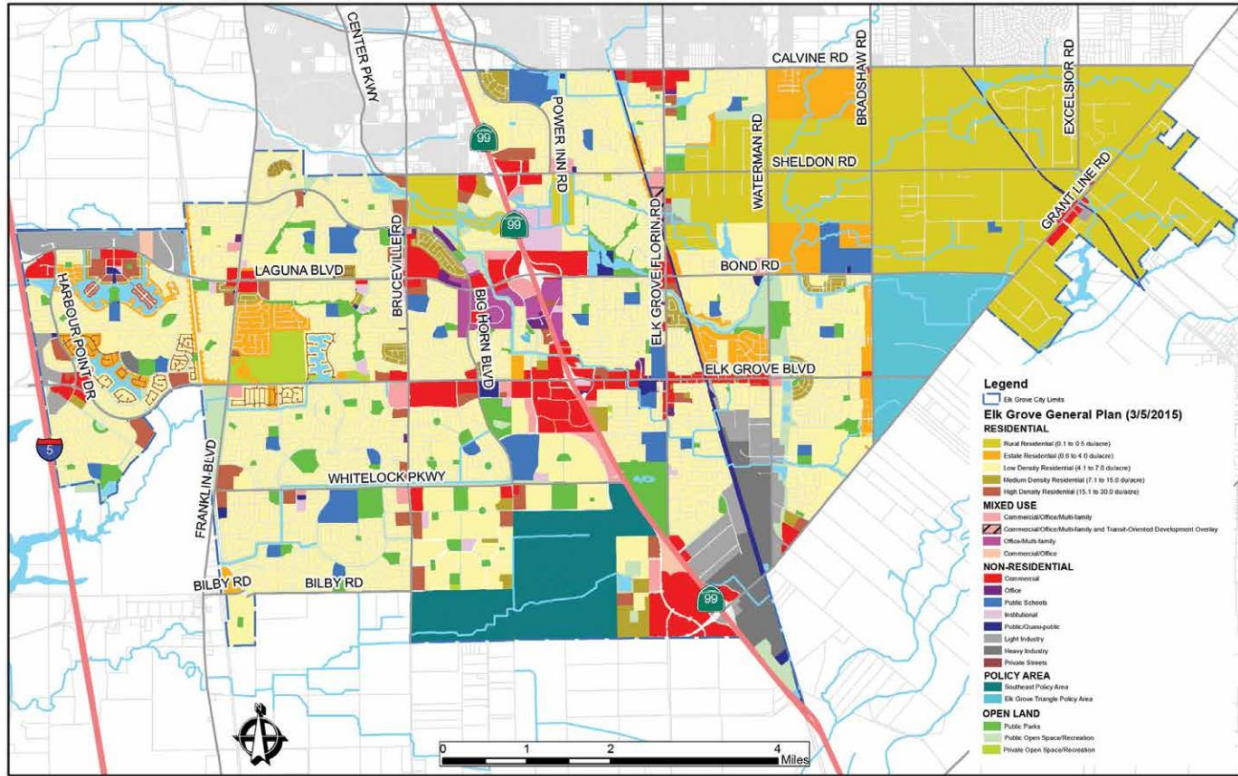 CALVINE RD
CENTER PKWY
BRADSHAW RD
EXCELSIOR RD
99
POWER INN RD
WATERMAN RD
SHELDON RD
GRANT LINE RD
99
BRUCEVILLE RD
ELK GROVE FLORIN RD
LAGUNA BLVD
BOND RD
HARBOUR POINT DR
BIG HORN BLVD
ELK GROVE BLVD
5
FRANKLIN BLVD
WHITELOCK PKWY
BILBY RD
BILBY RD
99
Legend
Elk Grove City Limits
Elk Grove General Plan (3/5/2015)
RESIDENTIAL
Rural Residential (0.1 to 0.5 du/acre)
Estate Residential (0.6 to 4.0 du/acre)
Low Density Residential (4.1 to 7.0 du/acre)
Medium Density Residential (7.1 to 15.0 du/acre)
High Density Residential (15.1 to 30.0 du/acre)
MIXED USE
Commercial/Office/Multi-family
Commercial/Office/Multi-family and Transit-Oriented Development Overlay
Office/Multi-family
Commercial/Office
NON-RESIDENTIAL
Commercial
Office
Public Schools
Institutional
Public/Quasi-public
Light Industry
Heavy Industry
Private Streets
POLICY AREA
Southeast Policy Area
Elk Grove Triangle Policy Area
OPEN LAND
Public Parks
Public Open Space/Recreation
Private Open Space/Recreation
0 1 2 4
Miles